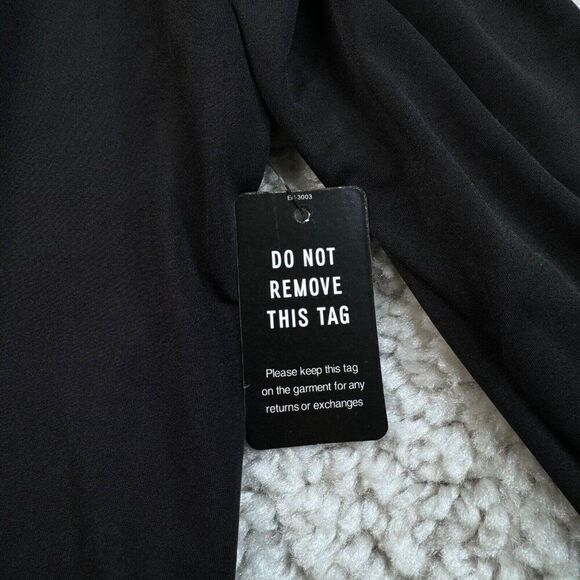 DO NOT
REMOVE
THIS TAG
Please keep this tag
on the garment for any
returns or exchanges